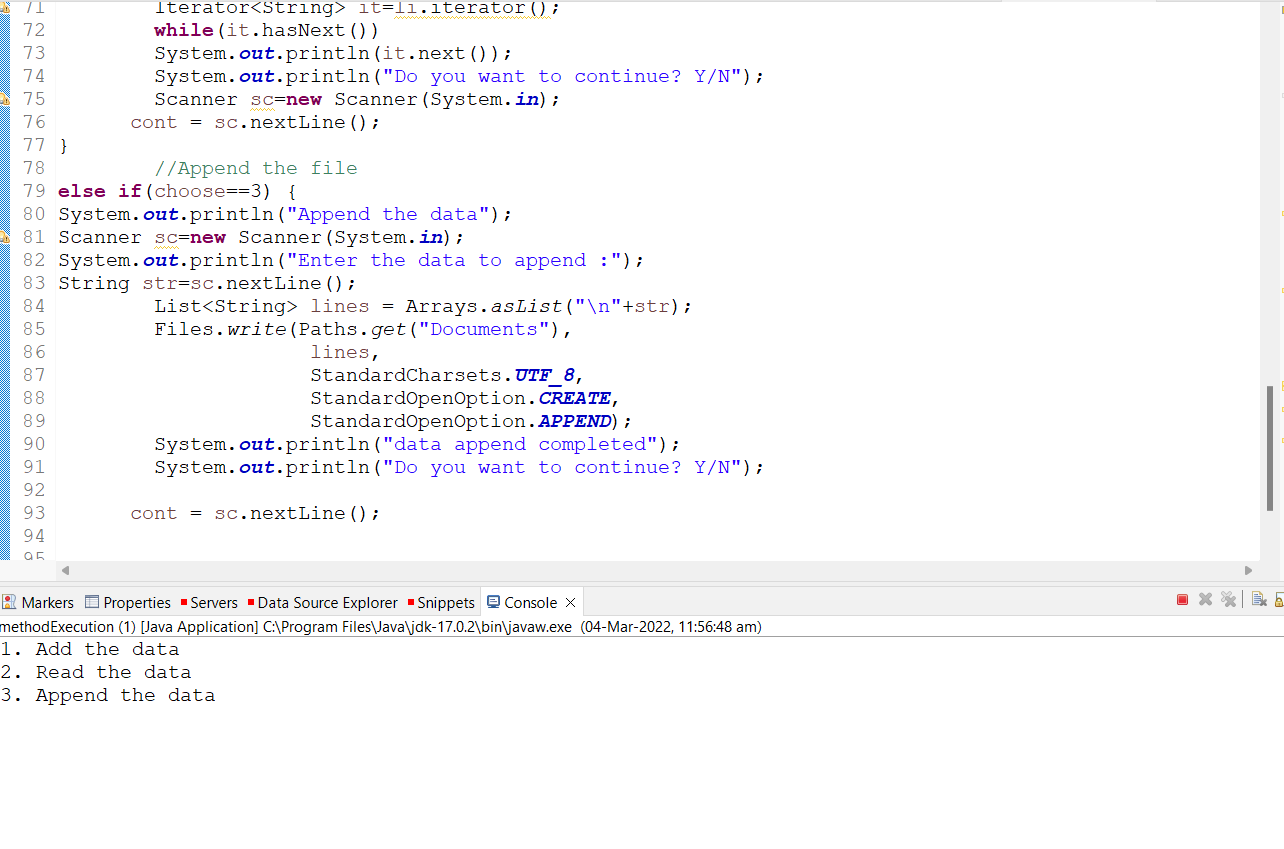 71 Iterator<String> it=li.iterator();
72 while(it.hasNext())
73 System.out.println(it.next());
74 System.out.println("Do you want to continue? Y/N");
75 Scanner sc=new Scanner(System.in);
76 cont = sc.nextLine();
77 }
78 //Append the file
79 else if(choose==3) {
80 System.out.println("Append the data");
81 Scanner sc=new Scanner(System.in);
82 System.out.println("Enter the data to append :");
83 String str=sc.nextLine();
84 List<String> lines = Arrays.asList("\n"+str);
85 Files.write(Paths.get("Documents"),
86 lines,
87 StandardCharsets.UTF_8,
88 StandardOpenOption.CREATE,
89 StandardOpenOption.APPEND);
90 System.out.println("data append completed");
91 System.out.println("Do you want to continue? Y/N");
92
93 cont = sc.nextLine();
94
95
Markers Properties Servers Data Source Explorer Snippets Console
methodExecution (1) [Java Application] C:\Program Files\Java\jdk-17.0.2\bin\javaw.exe (04-Mar-2022, 11:56:48 am)
1. Add the data
2. Read the data
3. Append the data